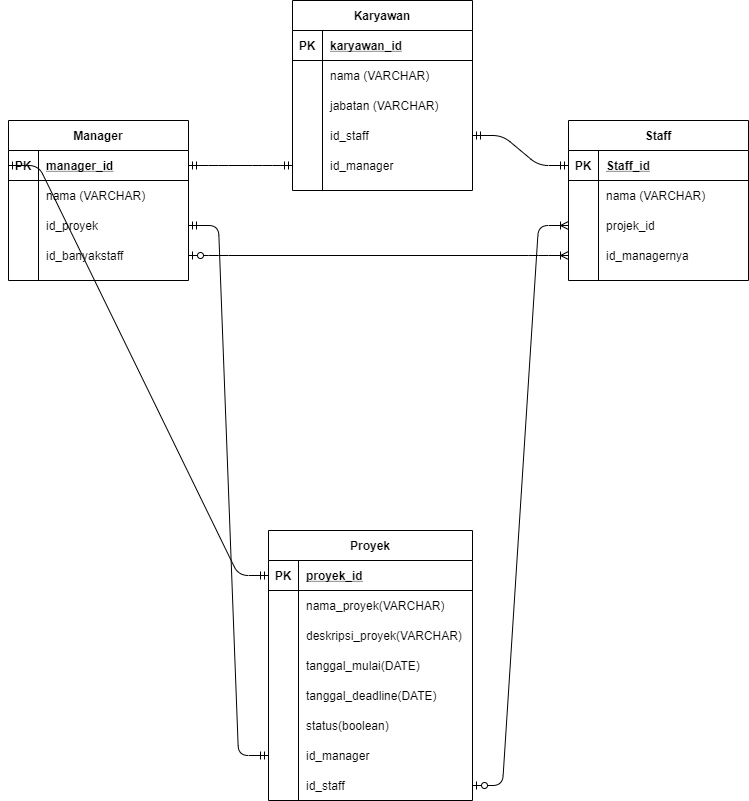 Karyawan
PK karyawan_id
nama (VARCHAR)
jabatan (VARCHAR)
id_staff
id_manager
Manager
PK manager_id
nama (VARCHAR)
id_proyek
id_banyakstaff
Staff
PK Staff_id
nama (VARCHAR)
projek_id
id_managernya
Proyek
PK proyek_id
nama_proyek(VARCHAR)
deskripsi_proyek(VARCHAR)
tanggal_mulai(DATE)
tanggal_deadline(DATE)
status(boolean)
id_manager
id_staff